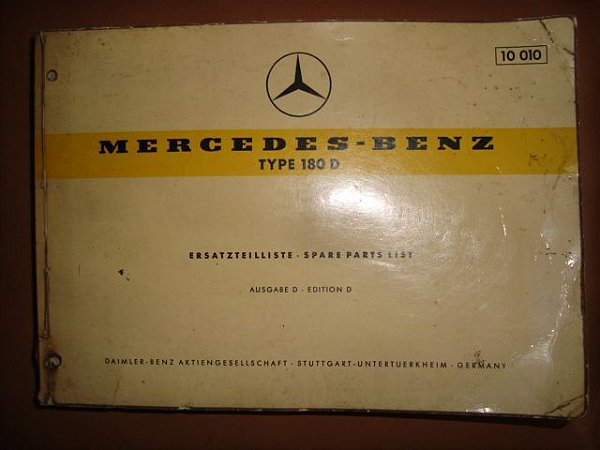 10 010
MERCEDES-BENZ
TYPE 180 D
ERSATZTEILLISTE · SPARE PARTS LIST
AUSGABE D · EDITION D
DAIMLER-BENZ AKTIENGESELLSCHAFT · STUTTGART-UNTERTUERKHEIM · GERMANY